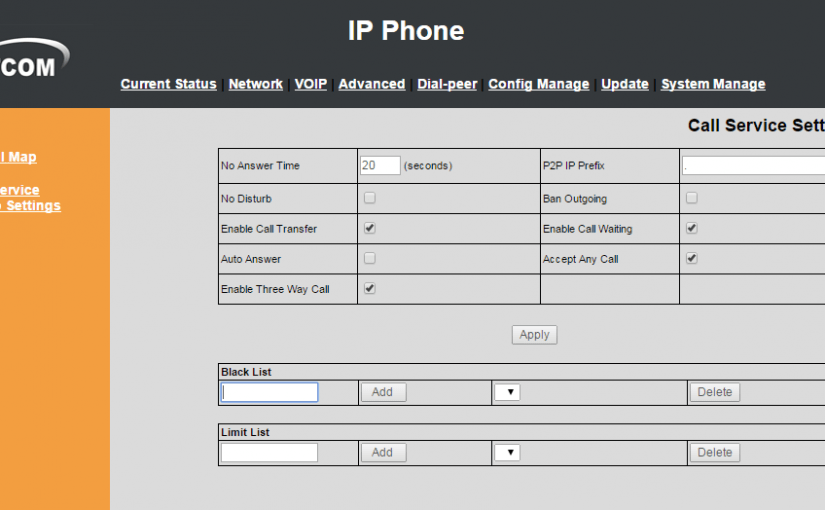 IP Phone
COM
Current Status | Network | VOIP | Advanced | Dial-peer | Config Manage | Update | System Manage
Call Service Sett
l Map
ervice
Settings
No Answer Time 20 (seconds) P2P IP Prefix .
No Disturb Ban Outgoing
Enable Call Transfer Enable Call Waiting
Auto Answer Accept Any Call
Enable Three Way Call
Apply
Black List
Add Delete
Limit List
Add Delete